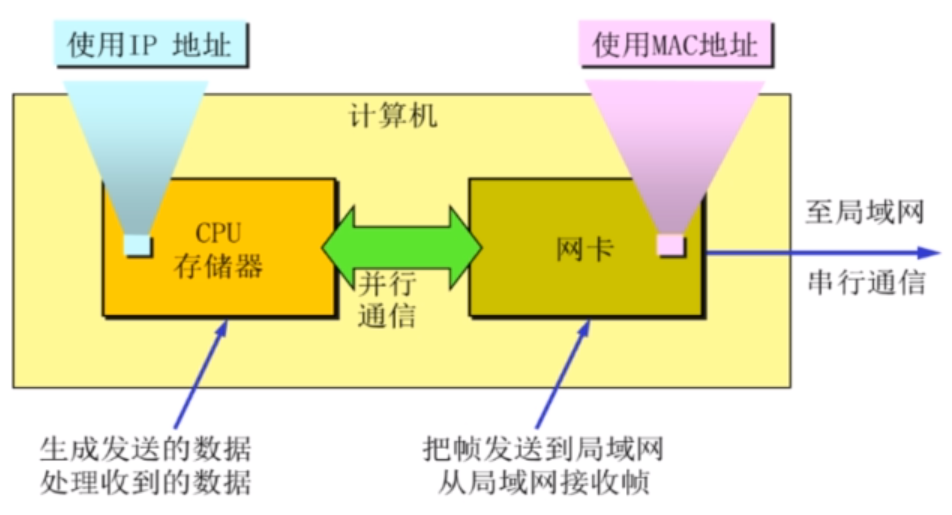 使用IP 地址
使用MAC地址
计算机
CPU
存储器
并行
通信
网卡
至局域网
串行通信
生成发送的数据
处理收到的数据
把帧发送到局域网
从局域网接收帧